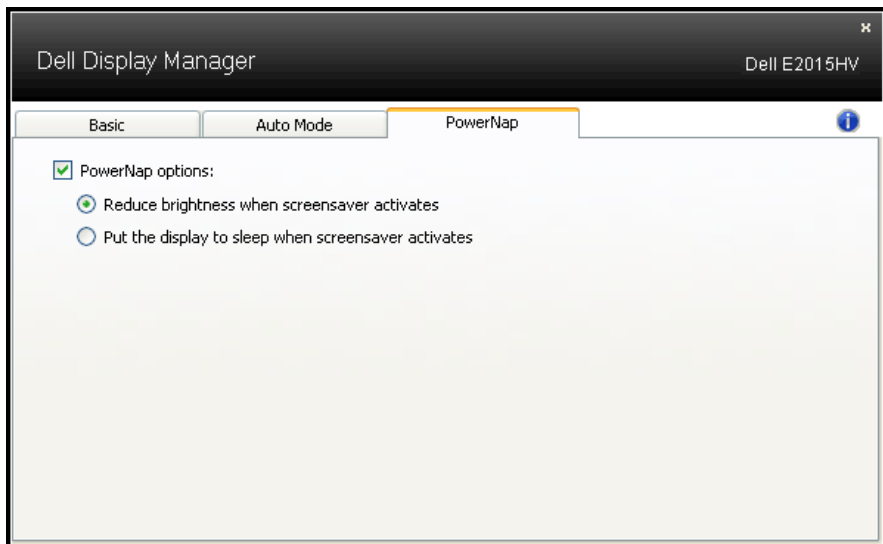 x
Dell Display Manager
Dell E2015HV
Basic
Auto Mode
PowerNap
i
PowerNap options:
Reduce brightness when screensaver activates
Put the display to sleep when screensaver activates